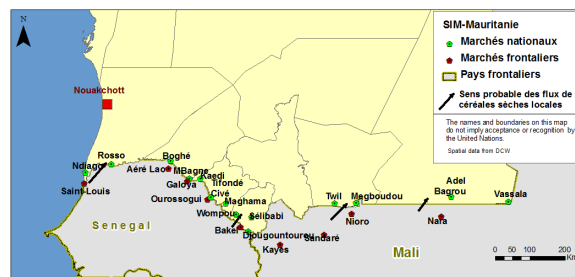 N
SIM-Mauritanie
Marchés nationaux
Marchés frontaliers
Pays frontaliers
Sens probable des flux de
céréales sèches locales
The names and boundaries on this map
do not imply acceptance or recognition by
the United Nations.
Spatial data from DCW
Nouakchott
Rosso
Boghé
Ndiago
Aéré Lao
MBagne
Kaedi
Saint-Louis
Galoya
Tifondé
Civé
Ourossogui
Maghama
Twil
Megboudou
Adel
Bagrou
Vassala
Wompou
Sélibabi
Nioro
Nara
Senegal
Bakel
Djougountourou
Sandaré
Kayes
Mali
0
50
100
200
Km